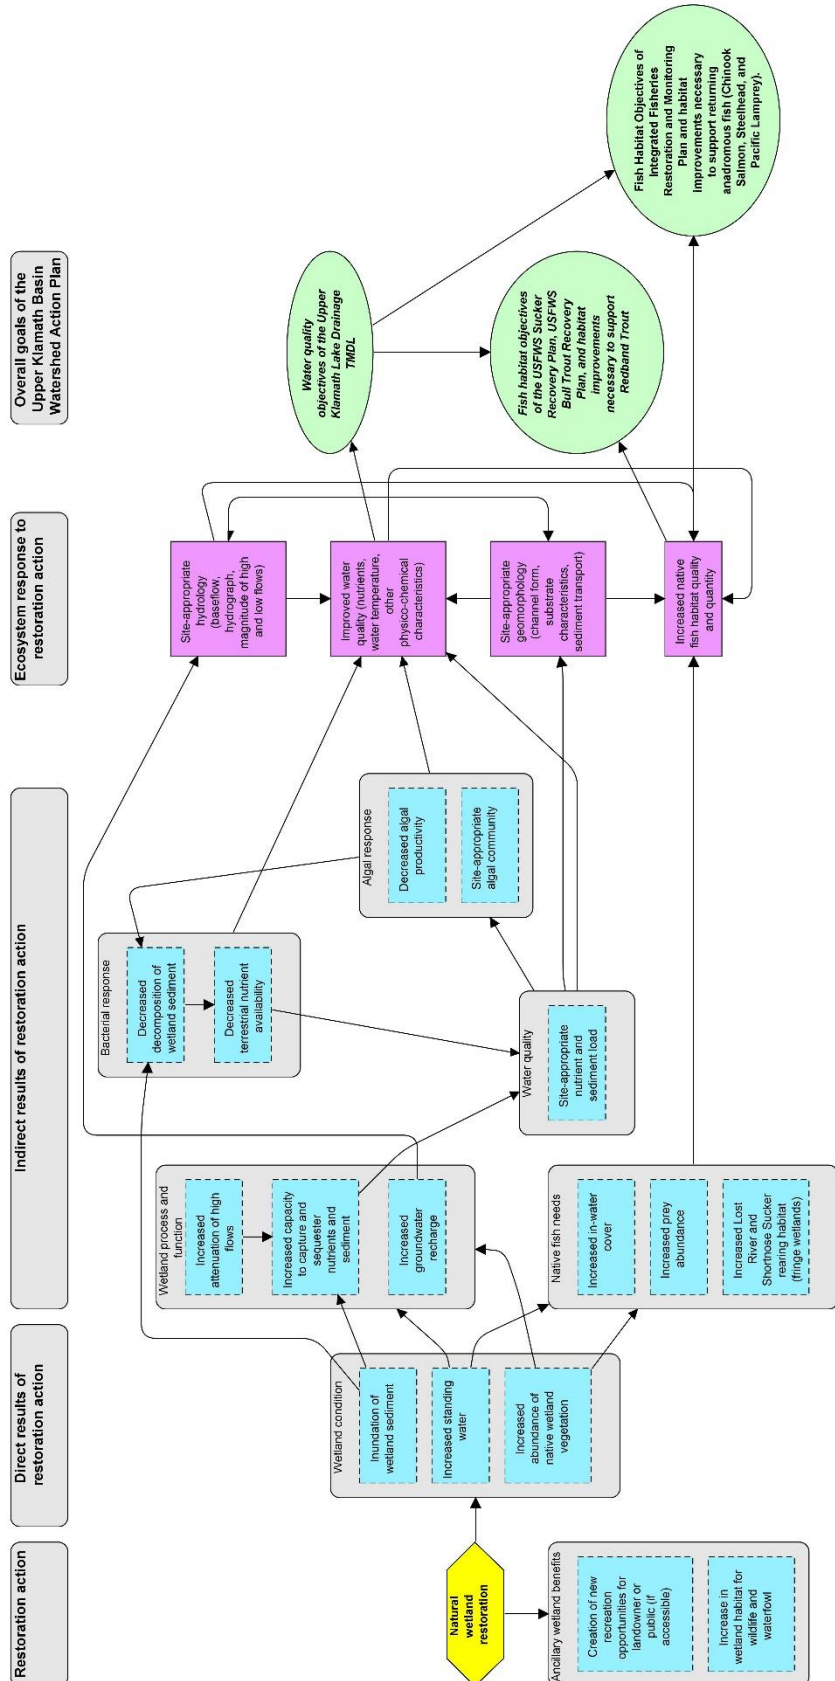 Restoration action
Direct results of
restoration action
Indirect results of restoration action
Ecosystem response to
restoration action
Overall goals of the
Upper Klamath Basin
Watershed Action Plan
Natural
wetland
restoration
Ancillary wetland benefits
Creation of new
recreation
opportunities for
landowner or
public (if
accessible)
Increase in
wetland habitat for
wildlife and
waterfowl
Wetland condition
Inundation of
wetland sediment
Increased standing
water
Increased
abundance of
native wetland
vegetation
Wetland process and
function
Increased
attenuation of high
flows
Increased capacity
to capture and
sequester
nutrients and
sediment
Increased
groundwater
recharge
Native fish needs
Increased in-water
cover
Increased prey
abundance
Increased Lost
River and
Shortnose Sucker
rearing habitat
(fringe wetlands)
Bacterial response
Decreased
decomposition of
wetland sediment
Decreased
terrestrial nutrient
availability
Water quality
Site-appropriate
nutrient and
sediment load
Algal response
Decreased algal
productivity
Site-appropriate
algal community
Site-appropriate
hydrology
(baseflow,
hydrograph,
magnitude of high
and low flows)
Improved water
quality (nutrients,
water temperature,
other
physico-chemical
characteristics)
Site-appropriate
geomorphology
(channel form,
substrate
characteristics,
sediment transport)
Increased native
fish habitat quality
and quantity
Water quality
objectives of the Upper
Klamath Lake Drainage
TMDL
Fish habitat objectives
of the USFWS Sucker
Recovery Plan, USFWS
Bull Trout Recovery
Plan, and habitat
improvements
necessary to support
Redband Trout
Fish Habitat Objectives of
Integrated Fisheries
Restoration and Monitoring
Plan and habitat
improvements necessary
to support returning
anadromous fish (Chinook
Salmon, Steelhead, and
Pacific Lamprey).